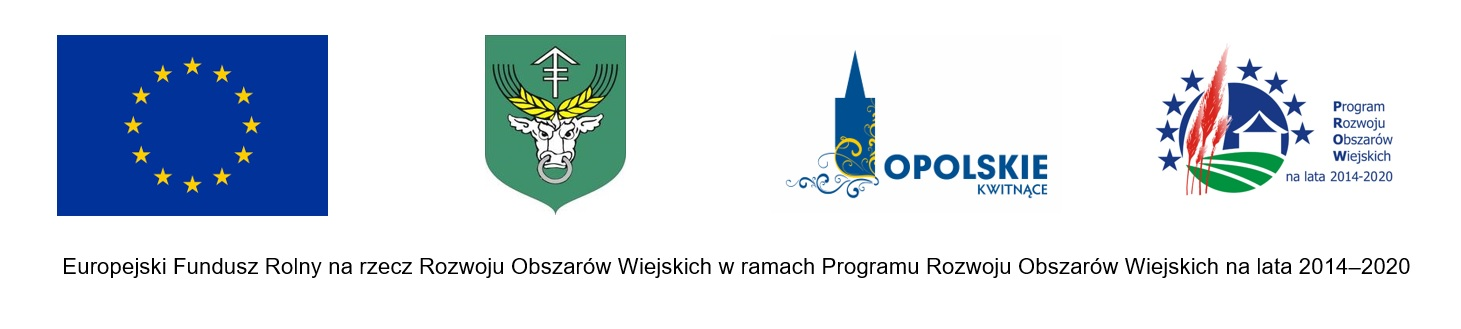 OPOLSKIE
KWITNĄCE
Program
Rozwoju
Obszarów
Wiejskich
na lata 2014-2020
Europejski Fundusz Rolny na rzecz Rozwoju Obszarów Wiejskich w ramach Programu Rozwoju Obszarów Wiejskich na lata 2014–2020